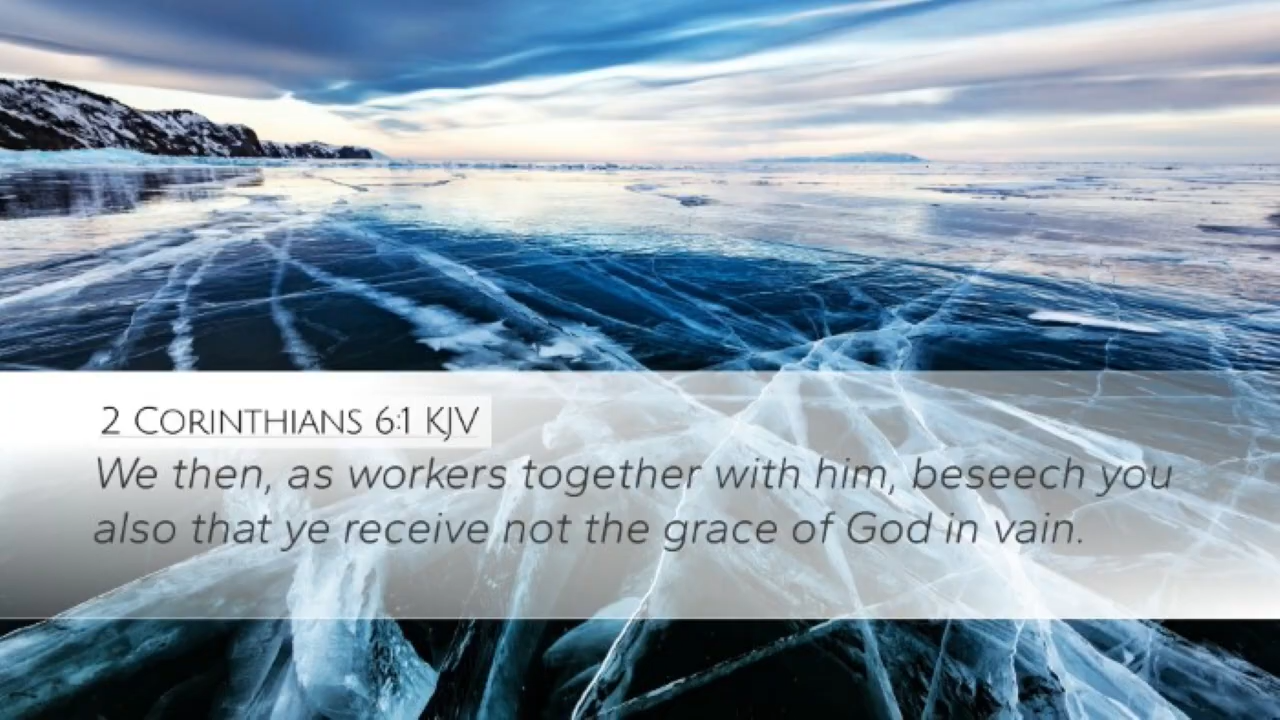 2 Corinthians 6:1 KJV
We then, as workers together with him, beseech you
also that ye receive not the grace of God in vain.